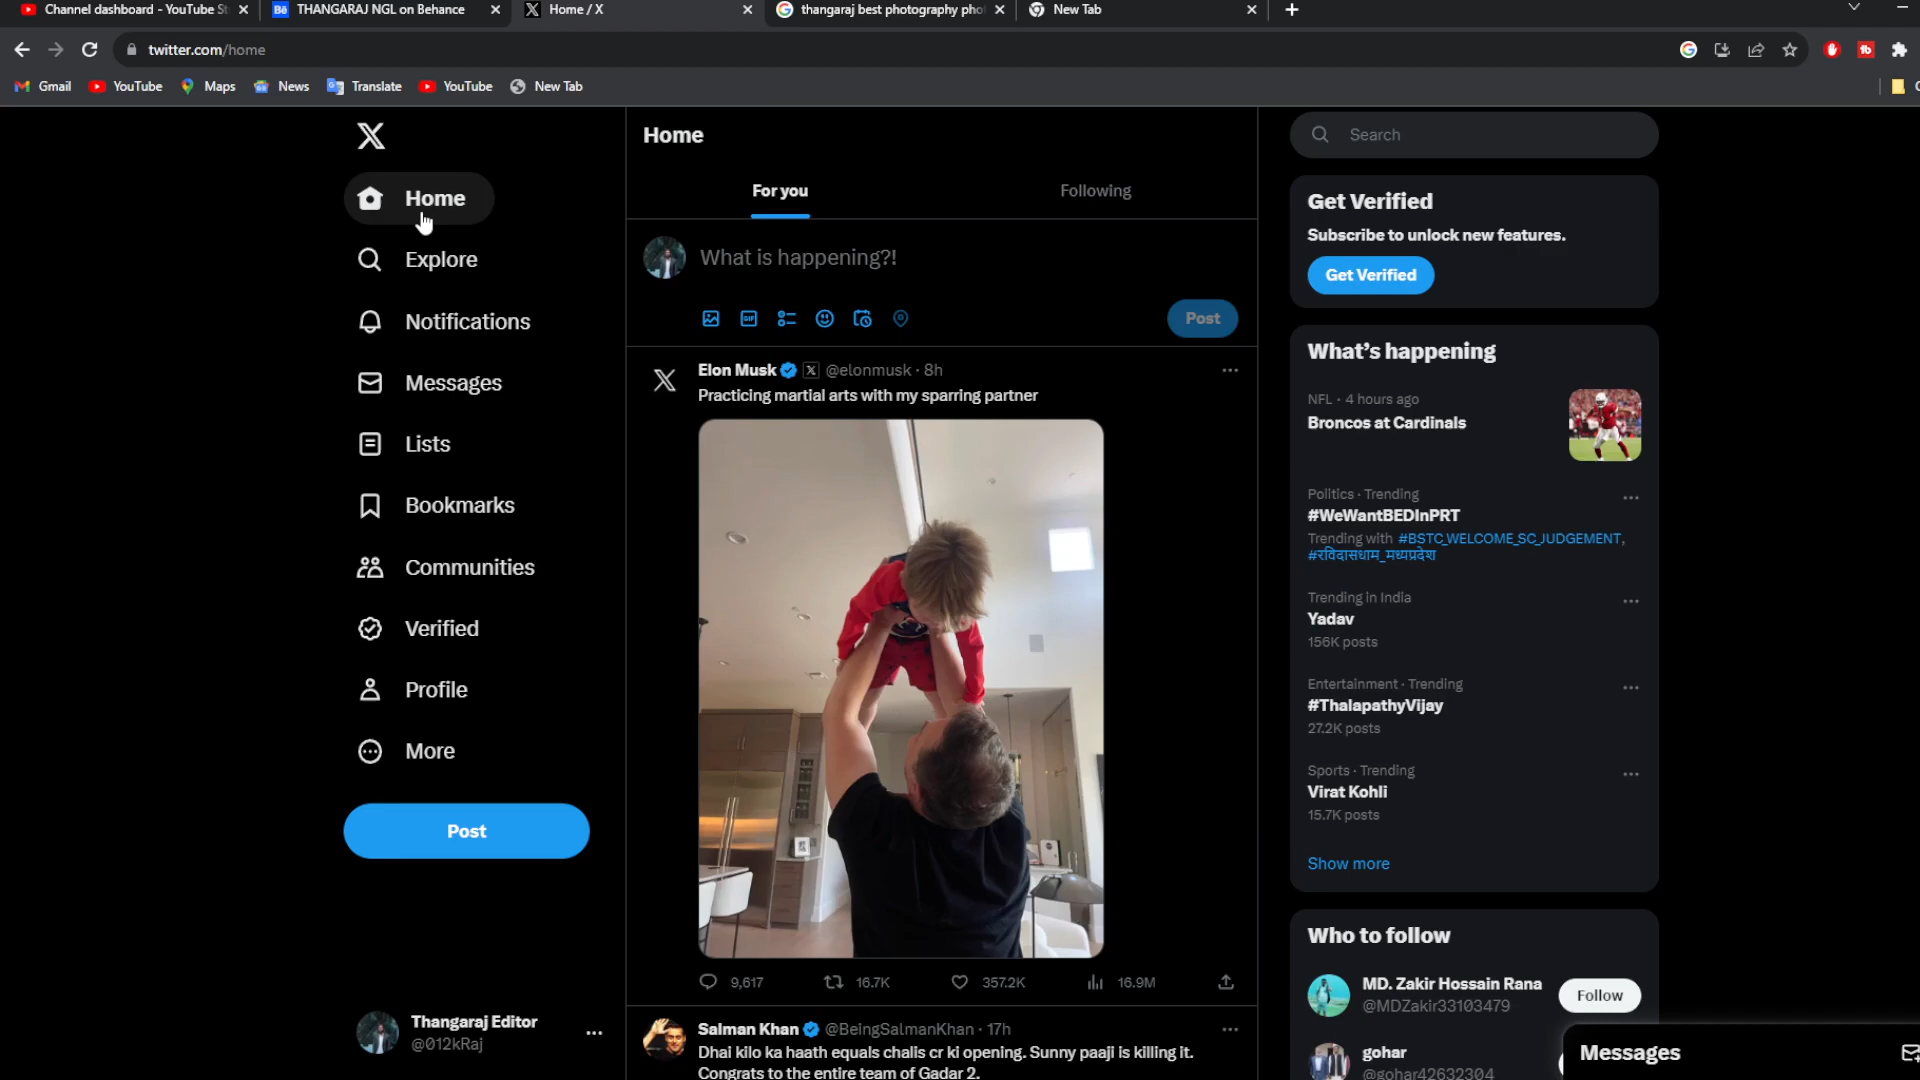 Channel dashboard - YouTube St
THANGARAJ NGL on Behance
Home / X
thangaraj best photography pho
New Tab
twitter.com/home
Gmail
YouTube
Maps
News
Translate
YouTube
New Tab
X
Home
Explore
Notifications
Messages
Lists
Bookmarks
Communities
Verified
Profile
More
Post
Thangaraj Editor
@012kRaj
Home
For you
Following
What is happening?!
GIF
Post
Elon Musk X @elonmusk · 8h
Practicing martial arts with my sparring partner
9,617 16.7K 357.2K 16.9M
Salman Khan @BeingSalmanKhan · 17h
Dhai kilo ka haath equals chalis cr ki opening. Sunny paaji is killing it.
Congrats to the entire team of Gadar 2.
Search
Get Verified
Subscribe to unlock new features.
Get Verified
What's happening
NFL · 4 hours ago
Broncos at Cardinals
Politics · Trending
#WeWantBEDInPRT
Trending with #BSTC_WELCOME_SC_JUDGEMENT,
#रविदासधाम_मध्यप्रदेश
Trending in India
Yadav
156K posts
Entertainment · Trending
#ThalapathyVijay
27.2K posts
Sports · Trending
Virat Kohli
15.7K posts
Show more
Who to follow
MD. Zakir Hossain Rana
@MDZakir33103479
Follow
gohar
@gohar42632304
Messages